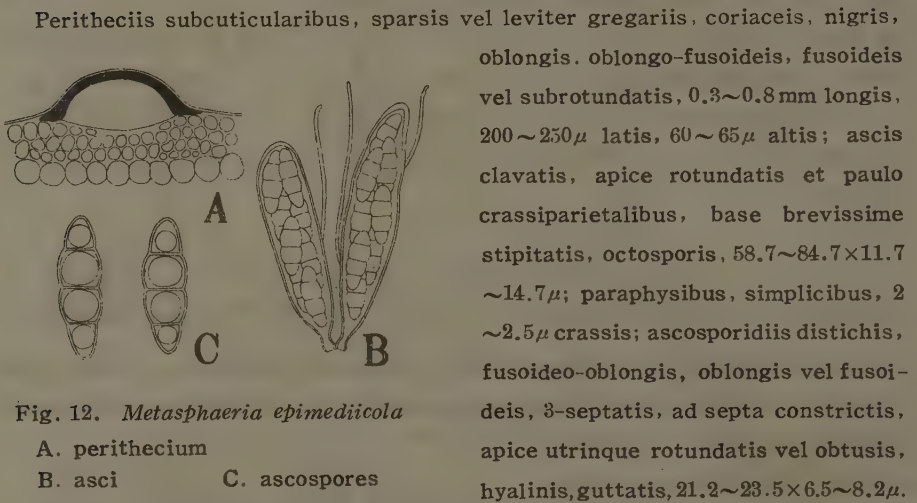 Peritheciis subcuticularibus, sparsis vel leviter gregariis, coriaceis, nigris,
oblongis. oblongo-fusoideis, fusoideis
vel subrotundatis, 0.3~0.8mm longis,
200~250μ latis, 60~65μ altis; ascis
clavatis, apice rotundatis et paulo
crassiparietalibus, base brevissime
stipitatis, octosporis, 58.7~84.7×11.7
~14.7μ; paraphysibus, simplicibus, 2
~2.5μ crassis; ascosporidiis distichis,
fusoideo-oblongis, oblongis vel fusoi-
deis, 3-septatis, ad septa constrictis,
apice utrinque rotundatis vel obtusis,
hyalinis, guttatis, 21.2~23.5×6.5~8.2μ.
A
B
C
Fig. 12. Metasphaeria epimediicola
A. perithecium
B. asci C. ascospores